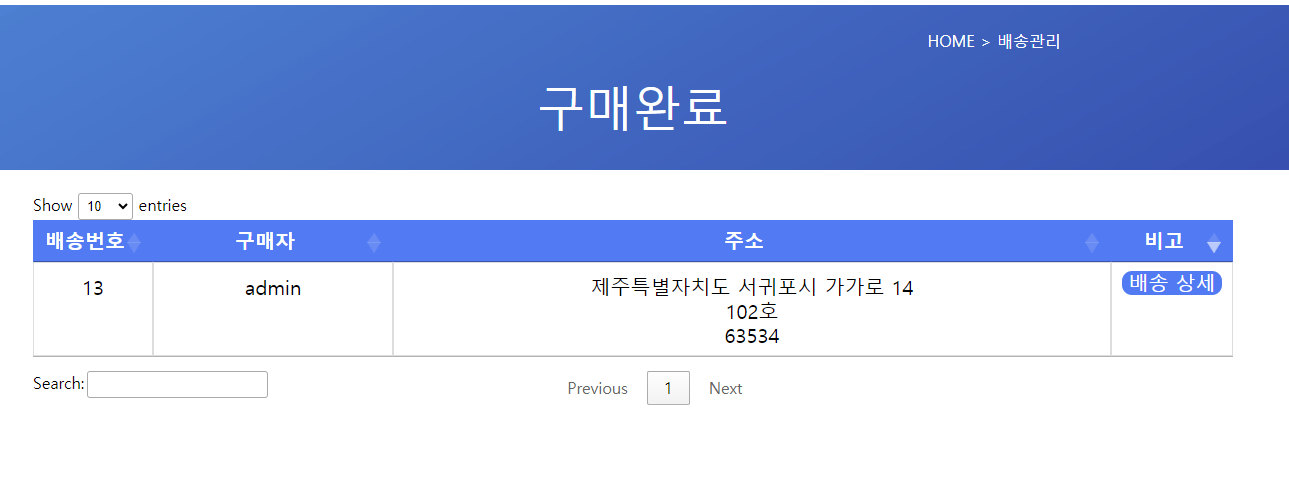 HOME > 배송관리
구매완료
Show 10 entries
배송번호 구매자 주소 비고
13 admin 제주특별자치도 서귀포시 가가로 14 배송 상세
102호
63534
Search: Previous 1 Next